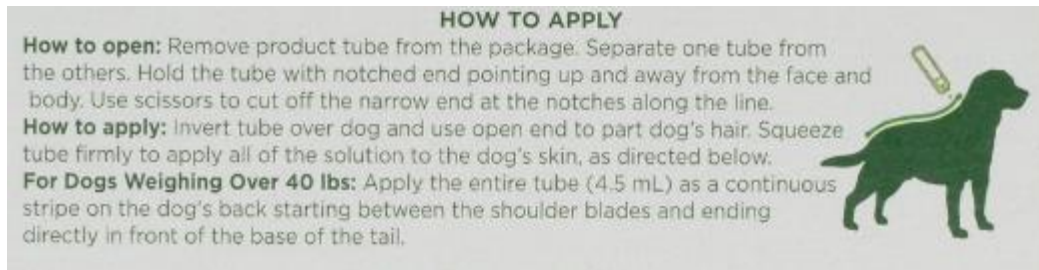 HOW TO APPLY
How to open: Remove product tube from the package. Separate one tube from
the others. Hold the tube with notched end pointing up and away from the face and
body. Use scissors to cut off the narrow end at the notches along the line.
How to apply: Invert tube over dog and use open end to part dog's hair. Squeeze
tube firmly to apply all of the solution to the dog's skin, as directed below.
For Dogs Weighing Over 40 lbs: Apply the entire tube (4.5 mL) as a continuous
stripe on the dog's back starting between the shoulder blades and ending
directly in front of the base of the tail.